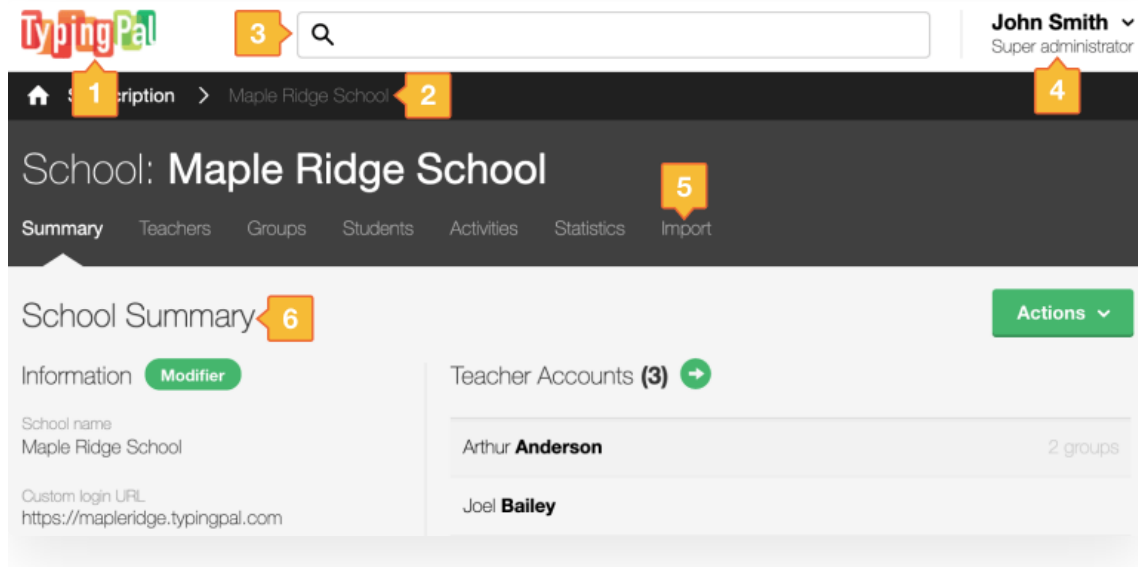 TypingPal
3
John Smith
Super administrator
1
2
4
Maple Ridge School
School: Maple Ridge School
5
Summary Teachers Groups Students Activities Statistics Import
School Summary
6
Actions
Information Modifier
Teacher Accounts (3)
School name
Maple Ridge School
Arthur Anderson
2 groups
Custom login URL
https://mapleridge.typingpal.com
Joel Bailey